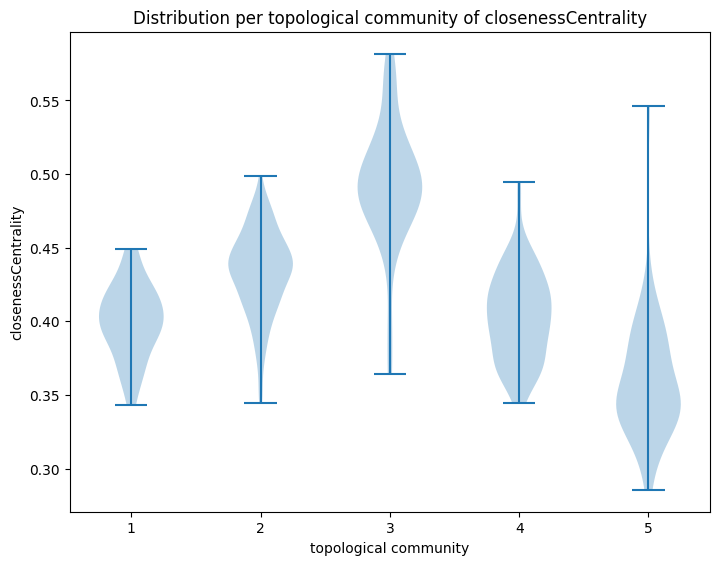 Distribution per topological community of closenessCentrality
closenessCentrality
0.55
0.50
0.45
0.40
0.35
0.30
1 2 3 4 5
topological community